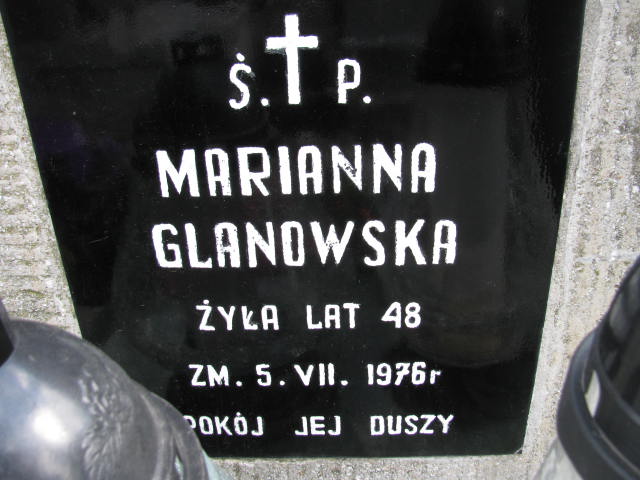 Ś. P.
MARIANNA
GLANOWSKA
ŻYŁA LAT 48
ZM. 5. VII. 1976r
POKÓJ JEJ DUSZY